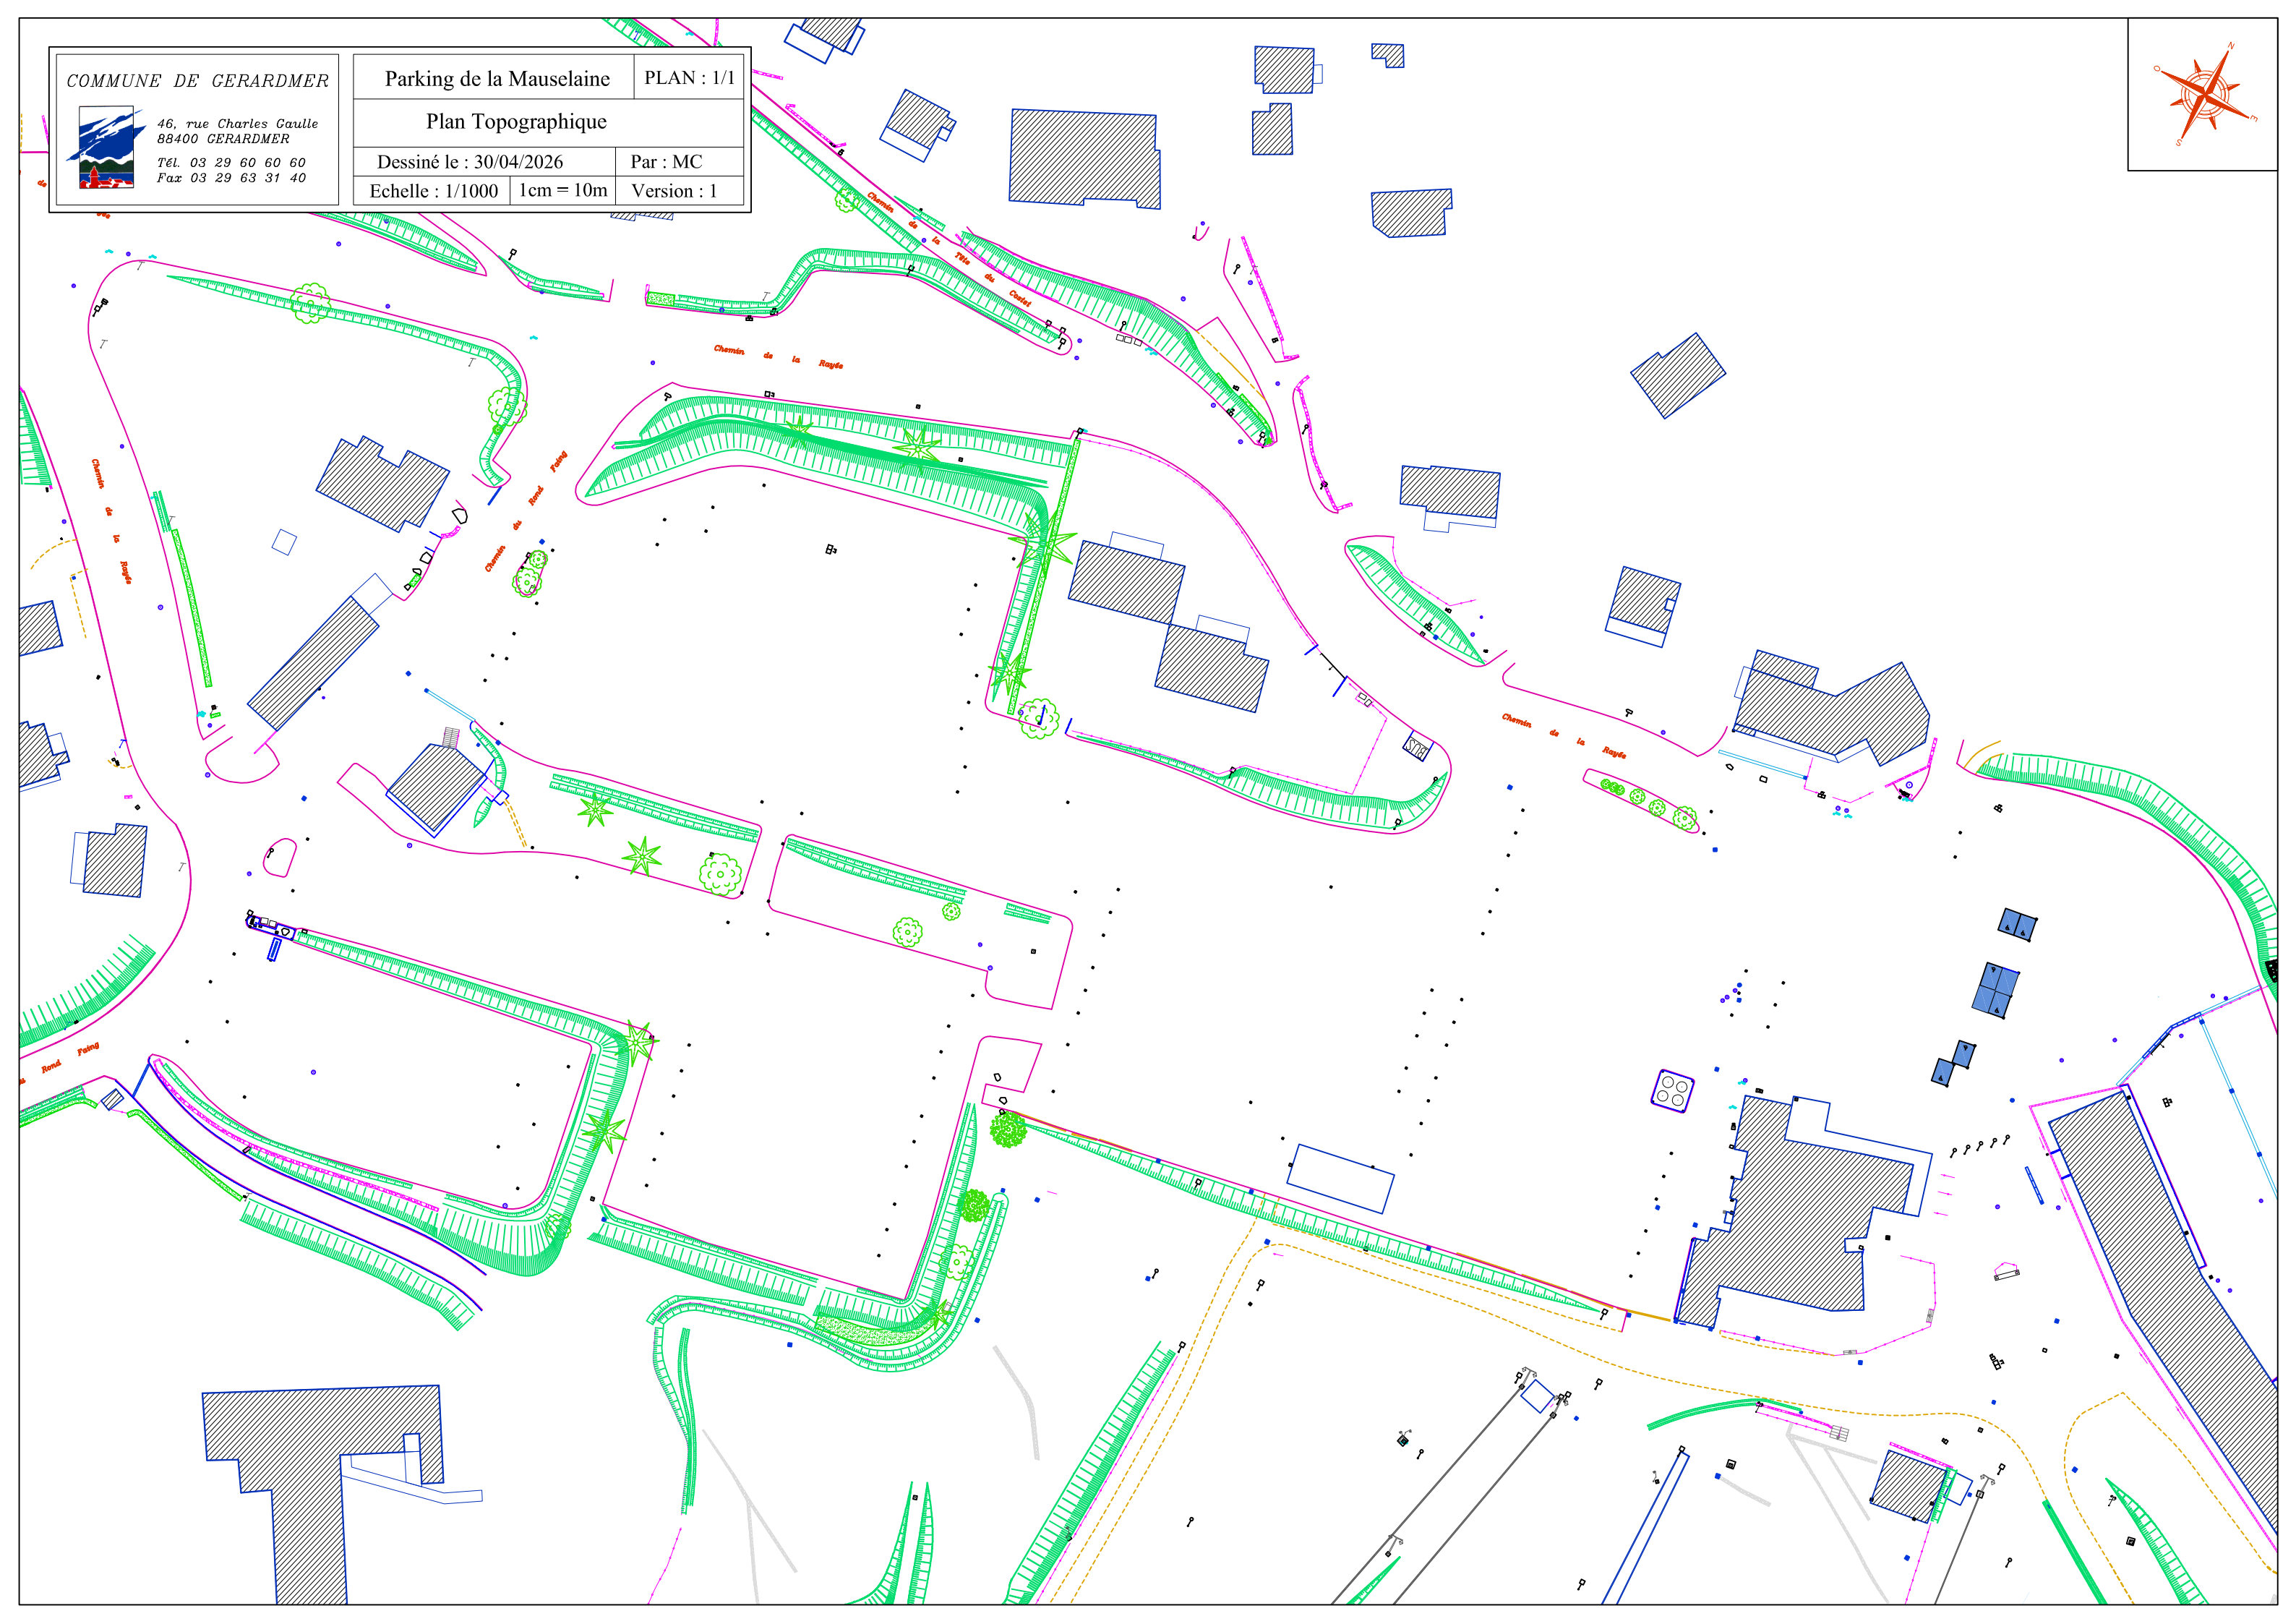 COMMUNE DE GERARDMER
46, rue Charles Gaulle
88400 GERARDMER
Tél. 03 29 60 60 60
Fax 03 29 63 31 40
Parking de la Mauselaine
PLAN : 1/1
Plan Topographique
Dessiné le : 30/04/2026
Par : MC
Echelle : 1/1000
1cm = 10m
Version : 1
N
O
E
S
de
Chemin de la Tête du Costet
Chemin de la Rayée
Chemin du Rond Faing
Chemin de la Rayée
Chemin de la Rayée
Rond Faing